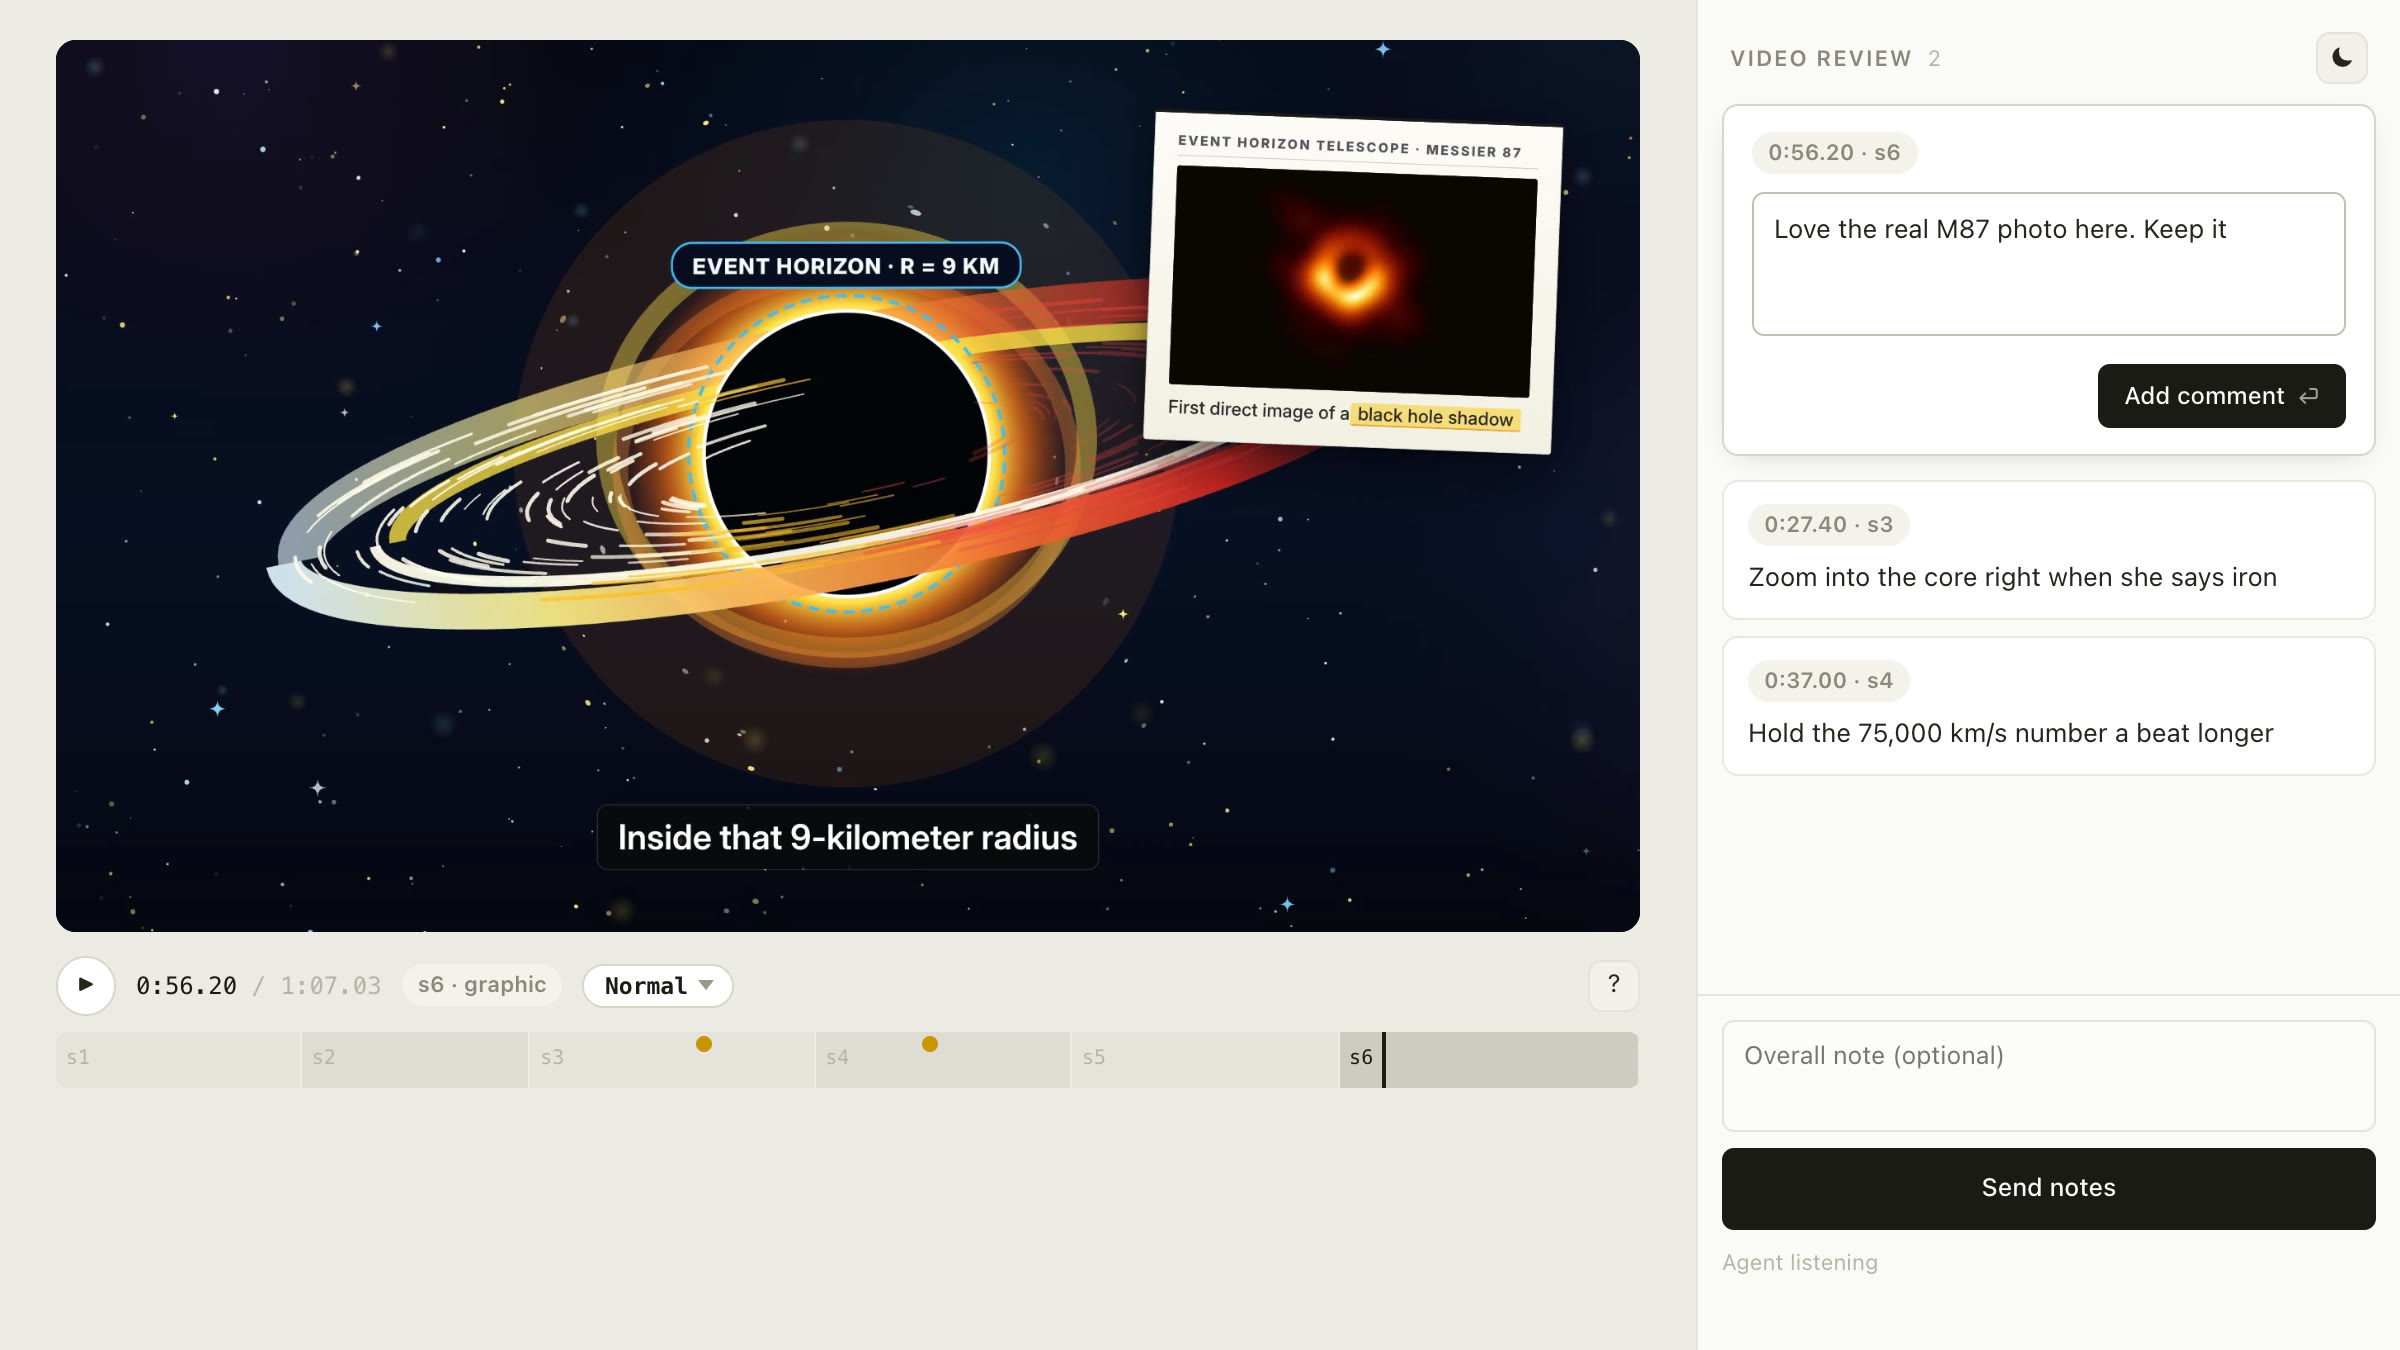 EVENT HORIZON TELESCOPE · MESSIER 87
EVENT HORIZON · R = 9 KM
First direct image of a black hole shadow
Inside that 9-kilometer radius
0:56.20 / 1:07.03
s6 · graphic
Normal
?
s1
s2
s3
s4
s5
s6
VIDEO REVIEW 2
0:56.20 · s6
Love the real M87 photo here. Keep it
Add comment
0:27.40 · s3
Zoom into the core right when she says iron
0:37.00 · s4
Hold the 75,000 km/s number a beat longer
Overall note (optional)
Send notes
Agent listening